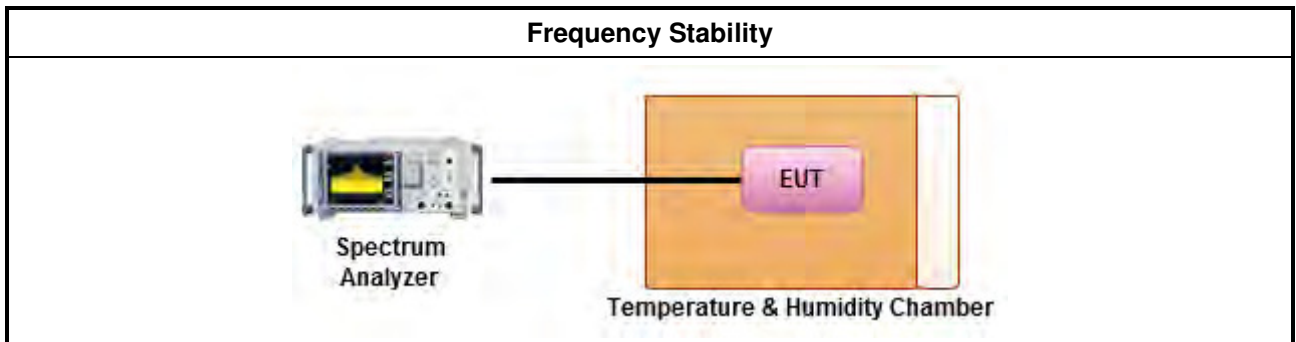 Frequency Stability
EUT
Spectrum
Analyzer
Temperature & Humidity Chamber